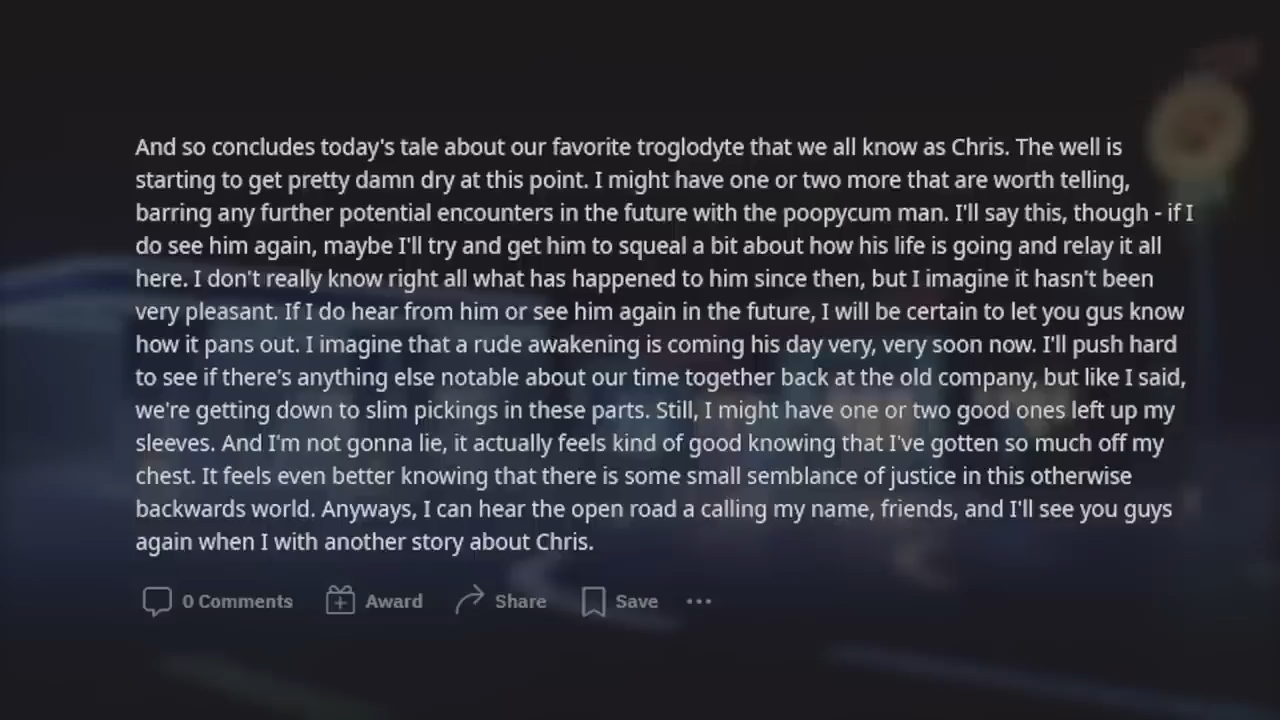 And so concludes today's tale about our favorite troglodyte that we all know as Chris. The well is
starting to get pretty damn dry at this point. I might have one or two more that are worth telling,
barring any further potential encounters in the future with the poopycum man. I'll say this, though - if I
do see him again, maybe I'll try and get him to squeal a bit about how his life is going and relay it all
here. I don't really know right all what has happened to him since then, but I imagine it hasn't been
very pleasant. If I do hear from him or see him again in the future, I will be certain to let you gus know
how it pans out. I imagine that a rude awakening is coming his day very, very soon now. I'll push hard
to see if there's anything else notable about our time together back at the old company, but like I said,
we're getting down to slim pickings in these parts. Still, I might have one or two good ones left up my
sleeves. And I'm not gonna lie, it actually feels kind of good knowing that I've gotten so much off my
chest. It feels even better knowing that there is some small semblance of justice in this otherwise
backwards world. Anyways, I can hear the open road a calling my name, friends, and I'll see you guys
again when I with another story about Chris.
0 Comments Award Share Save